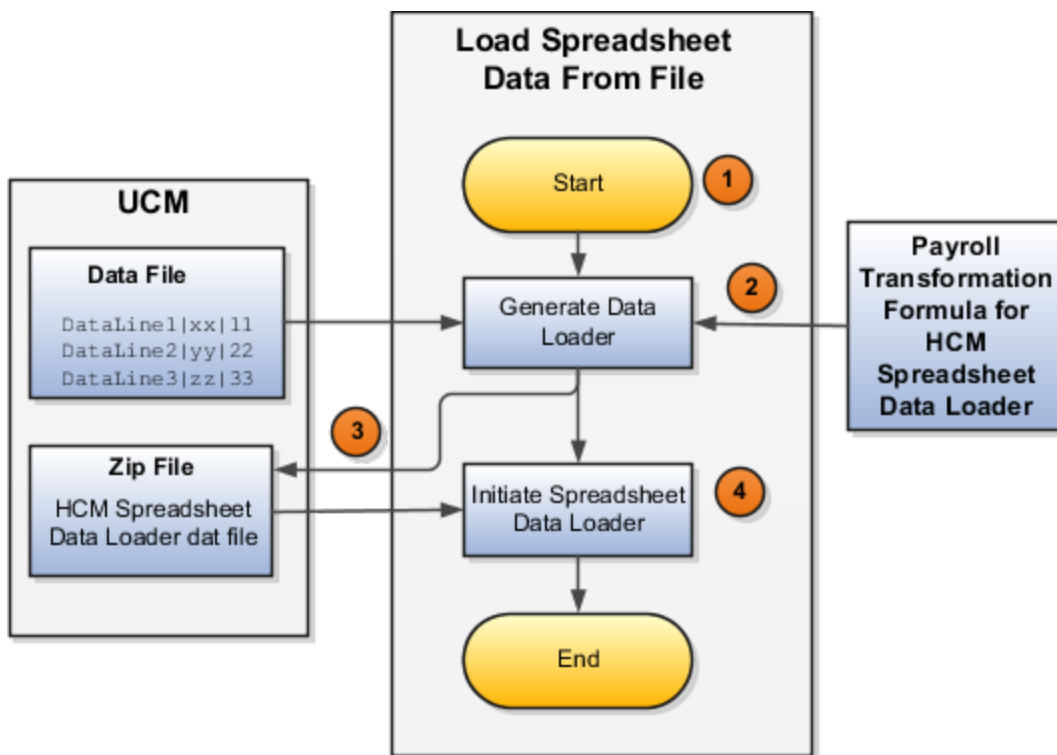 Load Spreadsheet
Data From File
Start
1
UCM
Data File
DataLine1|xx|11
DataLine2|yy|22
DataLine3|zz|33
Generate Data
Loader
2
Payroll
Transformation
Formula for
HCM
Spreadsheet
Data Loader
3
Zip File
HCM Spreadsheet
Data Loader dat file
Initiate Spreadsheet
Data Loader
4
End